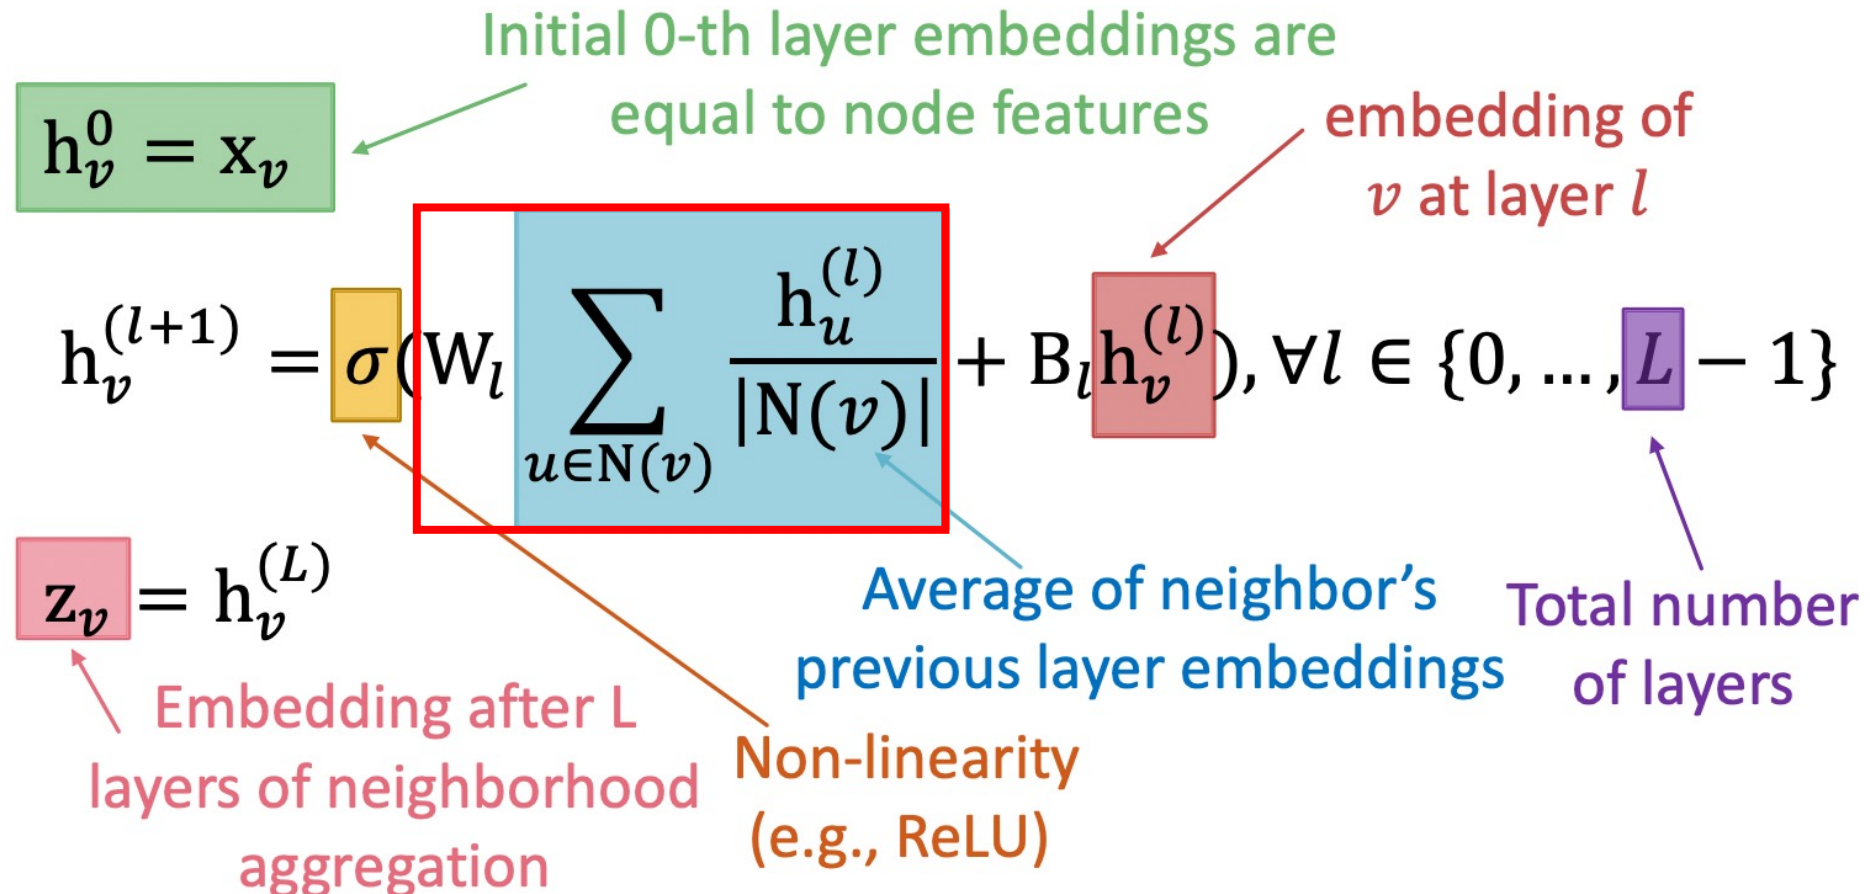 Initial 0-th layer embeddings are
equal to node features
h_v^0 = x_v
embedding of
v at layer l
h_v^{(l+1)} = σ(W_l ∑_{u∈N(v)} h_u^{(l)} / |N(v)| + B_l h_v^{(l)}), ∀l ∈ {0, …, L − 1}
z_v = h_v^{(L)}
Average of neighbor’s
previous layer embeddings
Total number
of layers
Embedding after L
layers of neighborhood
aggregation
Non-linearity
(e.g., ReLU)